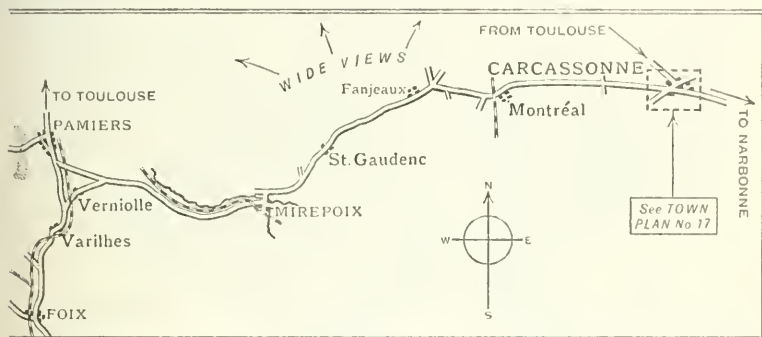 FROM TOULOUSE
WIDE VIEWS
CARCASSONNE
Fanjeaux
TO TOULOUSE
Montréal
PAMIERS
TO NARBONNE
St. Gaudenc
N
Verniolle
MIREPOIX
See TOWN
PLAN No 17
Varilhes
W
E
S
FOIX